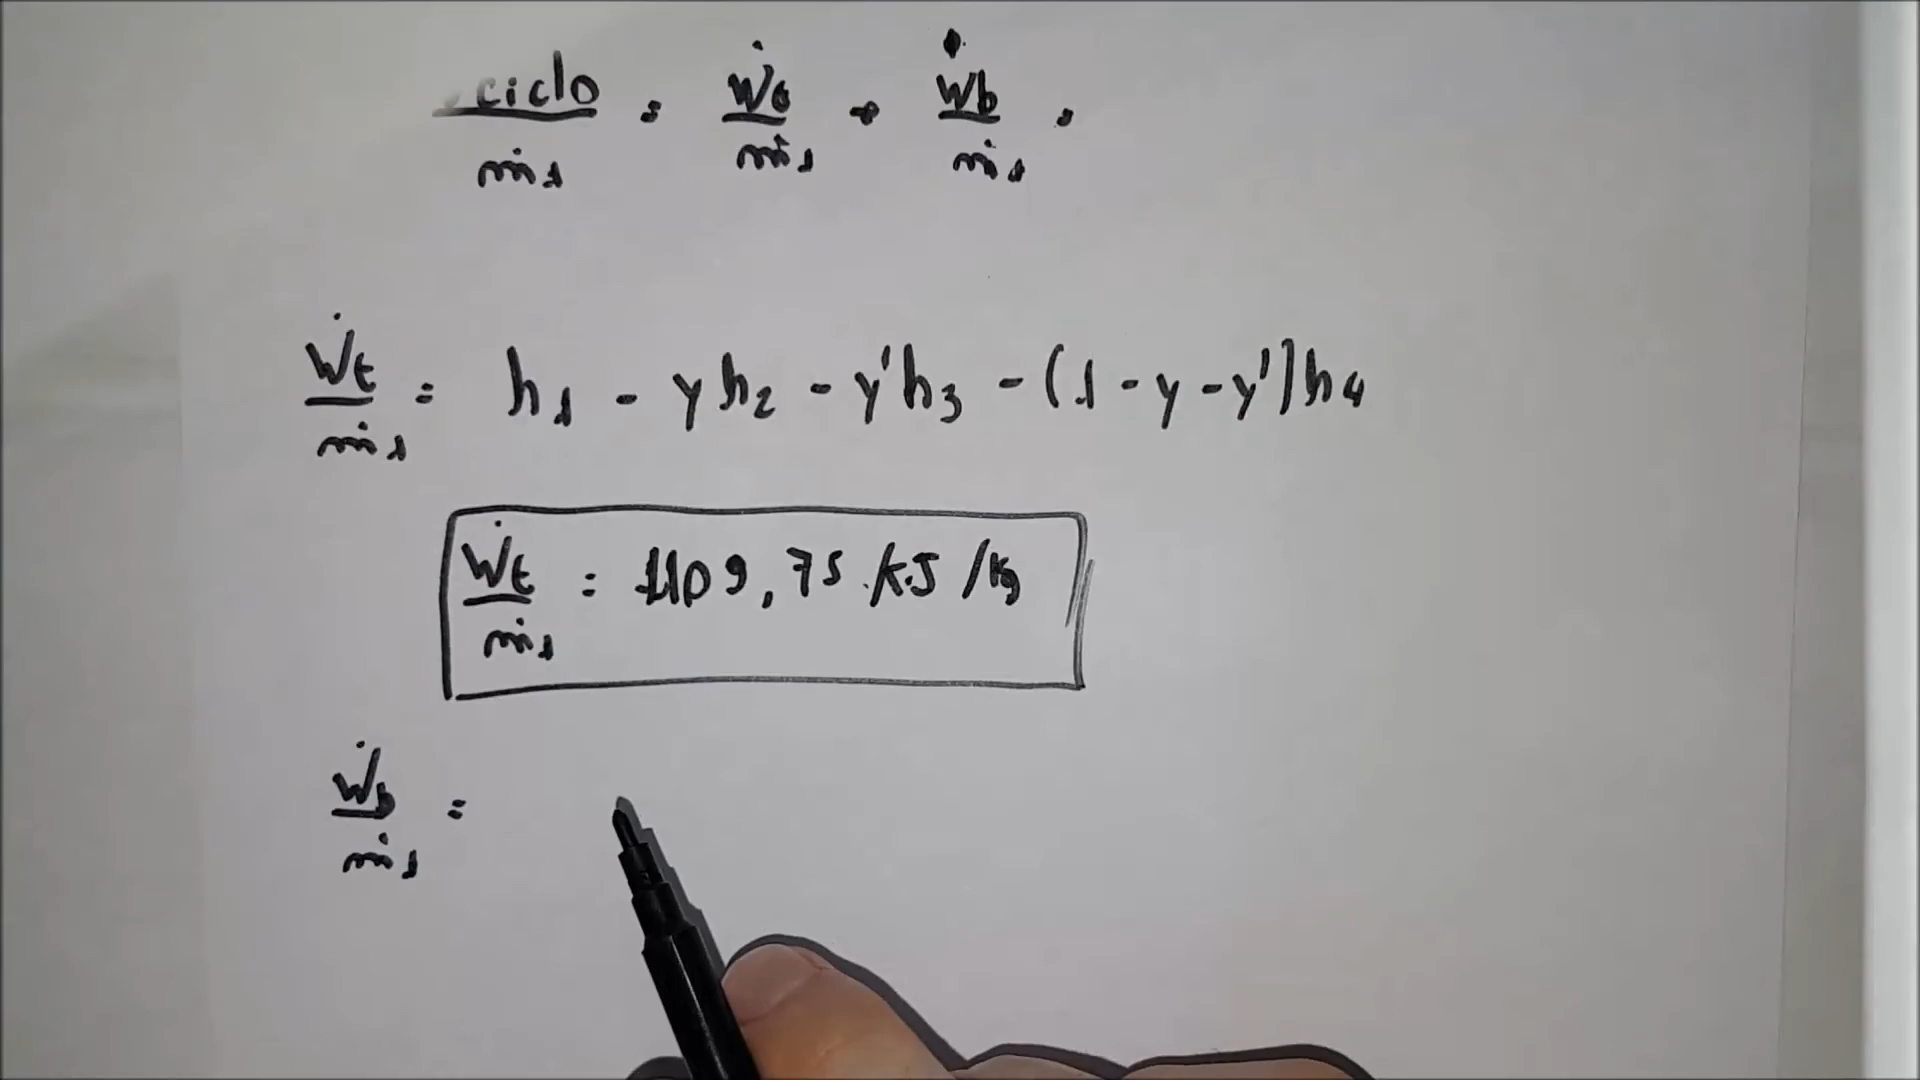 ciclo/ṁ1 = Ẇt/ṁ1 + Ẇb/ṁ1 =
Ẇt/ṁ1 = h1 - yh2 - y'h3 - (1 - y - y')h4
Ẇt/ṁ1 = 1109,75 kJ/kg
Ẇb/ṁ1 =